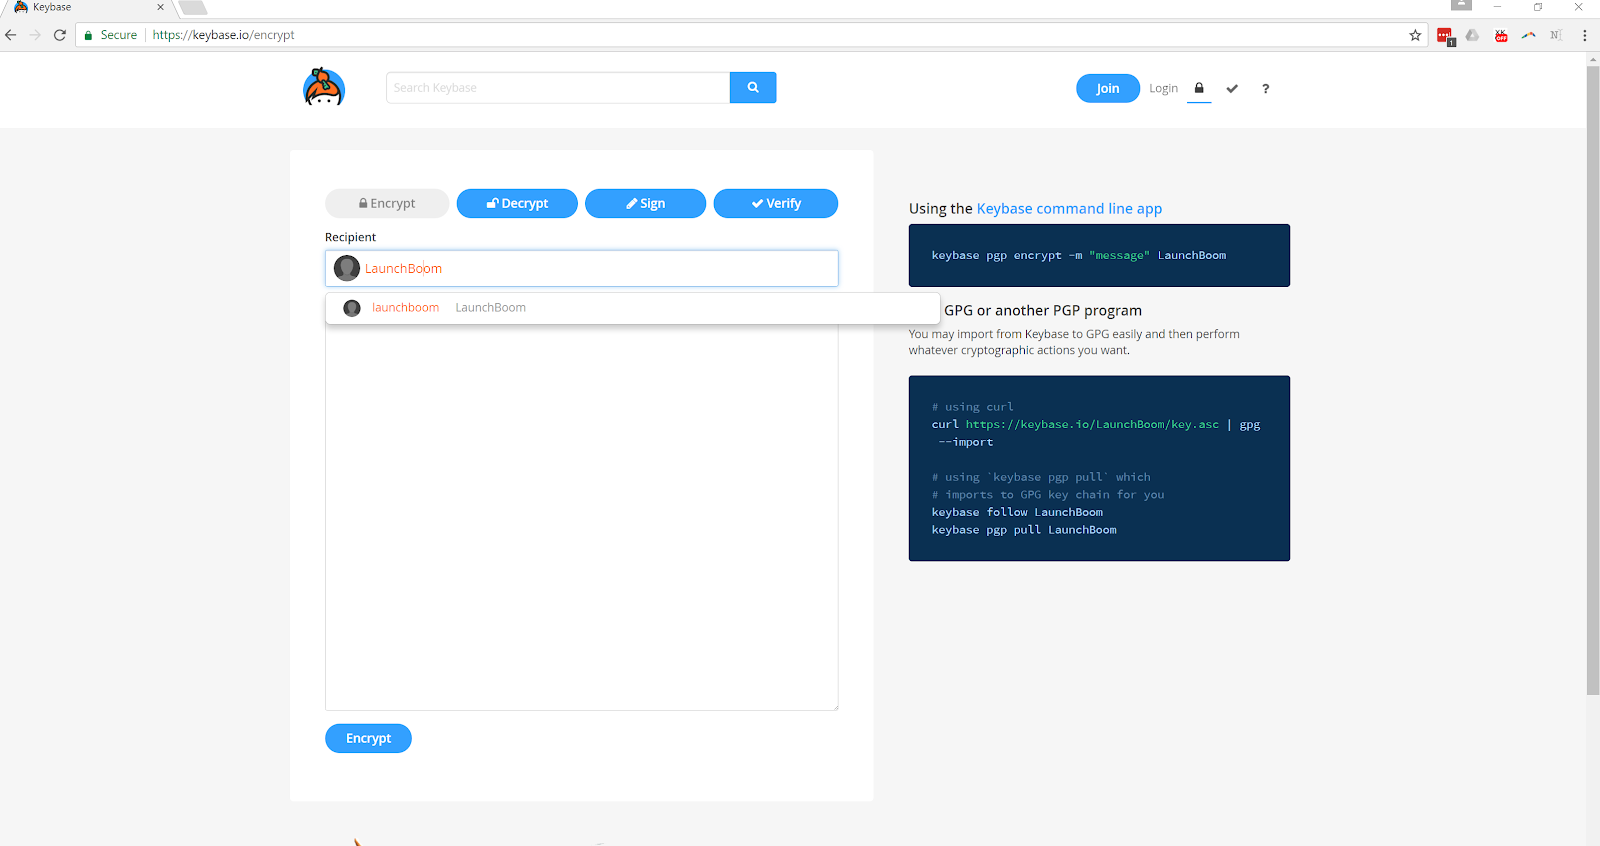 Keybase
Secure https://keybase.io/encrypt
1
Search Keybase
Join Login ?
Encrypt Decrypt Sign Verify
Recipient
LaunchBoom
launchboom LaunchBoom
Encrypt
Using the Keybase command line app
keybase pgp encrypt -m "message" LaunchBoom
GPG or another PGP program
You may import from Keybase to GPG easily and then perform
whatever cryptographic actions you want.
# using curl
curl https://keybase.io/LaunchBoom/key.asc | gpg
--import
# using `keybase pgp pull` which
# imports to GPG key chain for you
keybase follow LaunchBoom
keybase pgp pull LaunchBoom